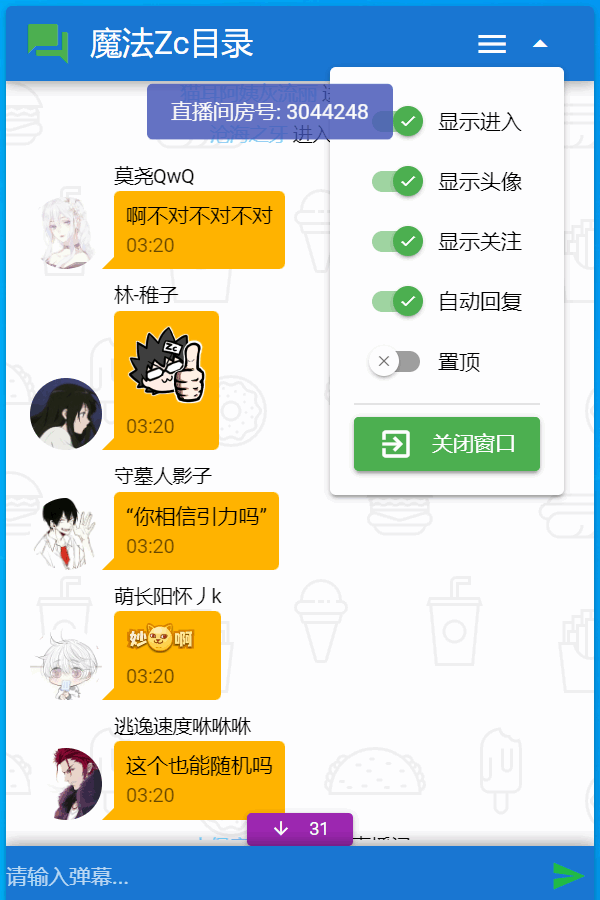 魔法Zc目录
直播间房号: 3044248
沧海之牙 进入
显示进入
显示头像
显示关注
自动回复
置顶
关闭窗口
莫尧QwQ
啊不对不对不对
03:20
林-稚子
Zc
03:20
守墓人影子
“你相信引力吗”
03:20
萌长阳怀丿k
妙啊
03:20
逃逸速度咻咻咻
这个也能随机吗
03:20
31
请输入弹幕...